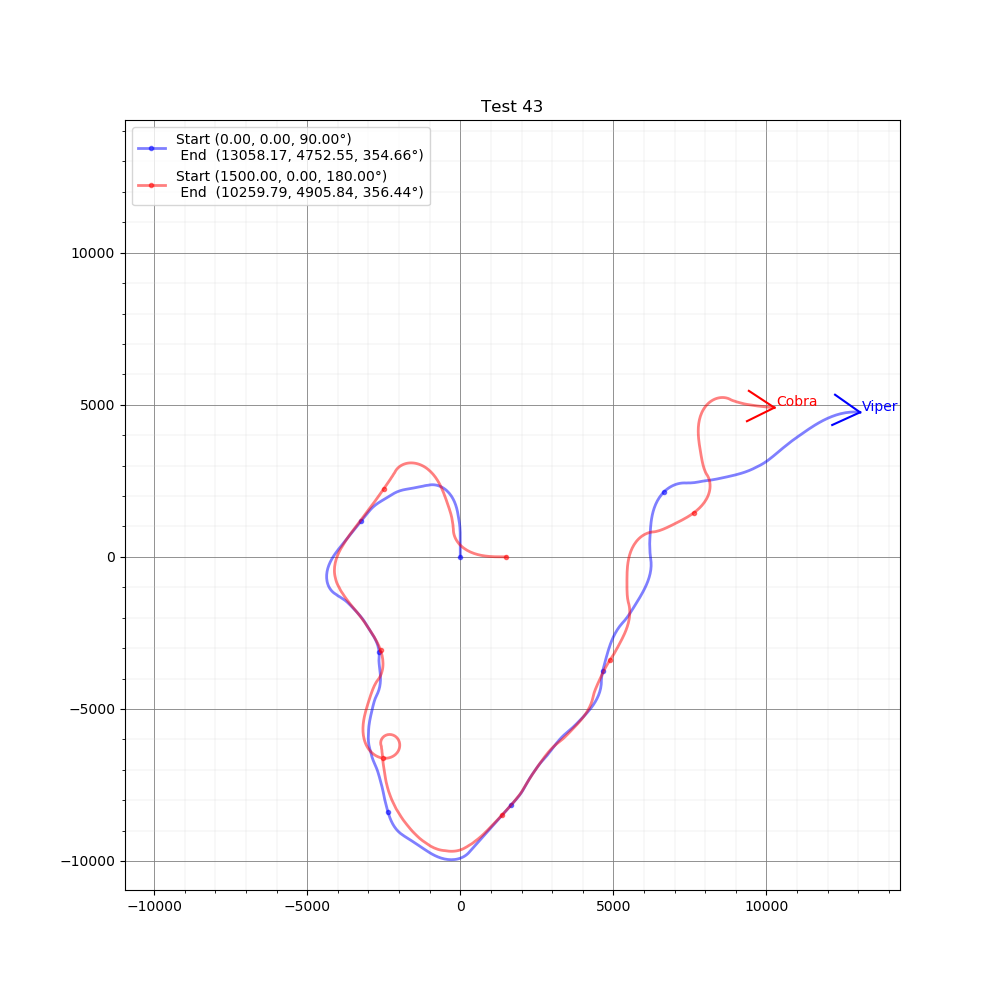 Test 43
Start (0.00, 0.00, 90.00°)
End  (13058.17, 4752.55, 354.66°)
Start (1500.00, 0.00, 180.00°)
End  (10259.79, 4905.84, 356.44°)
10000
5000
Cobra
Viper
0
−5000
−10000
−10000 −5000 0 5000 10000